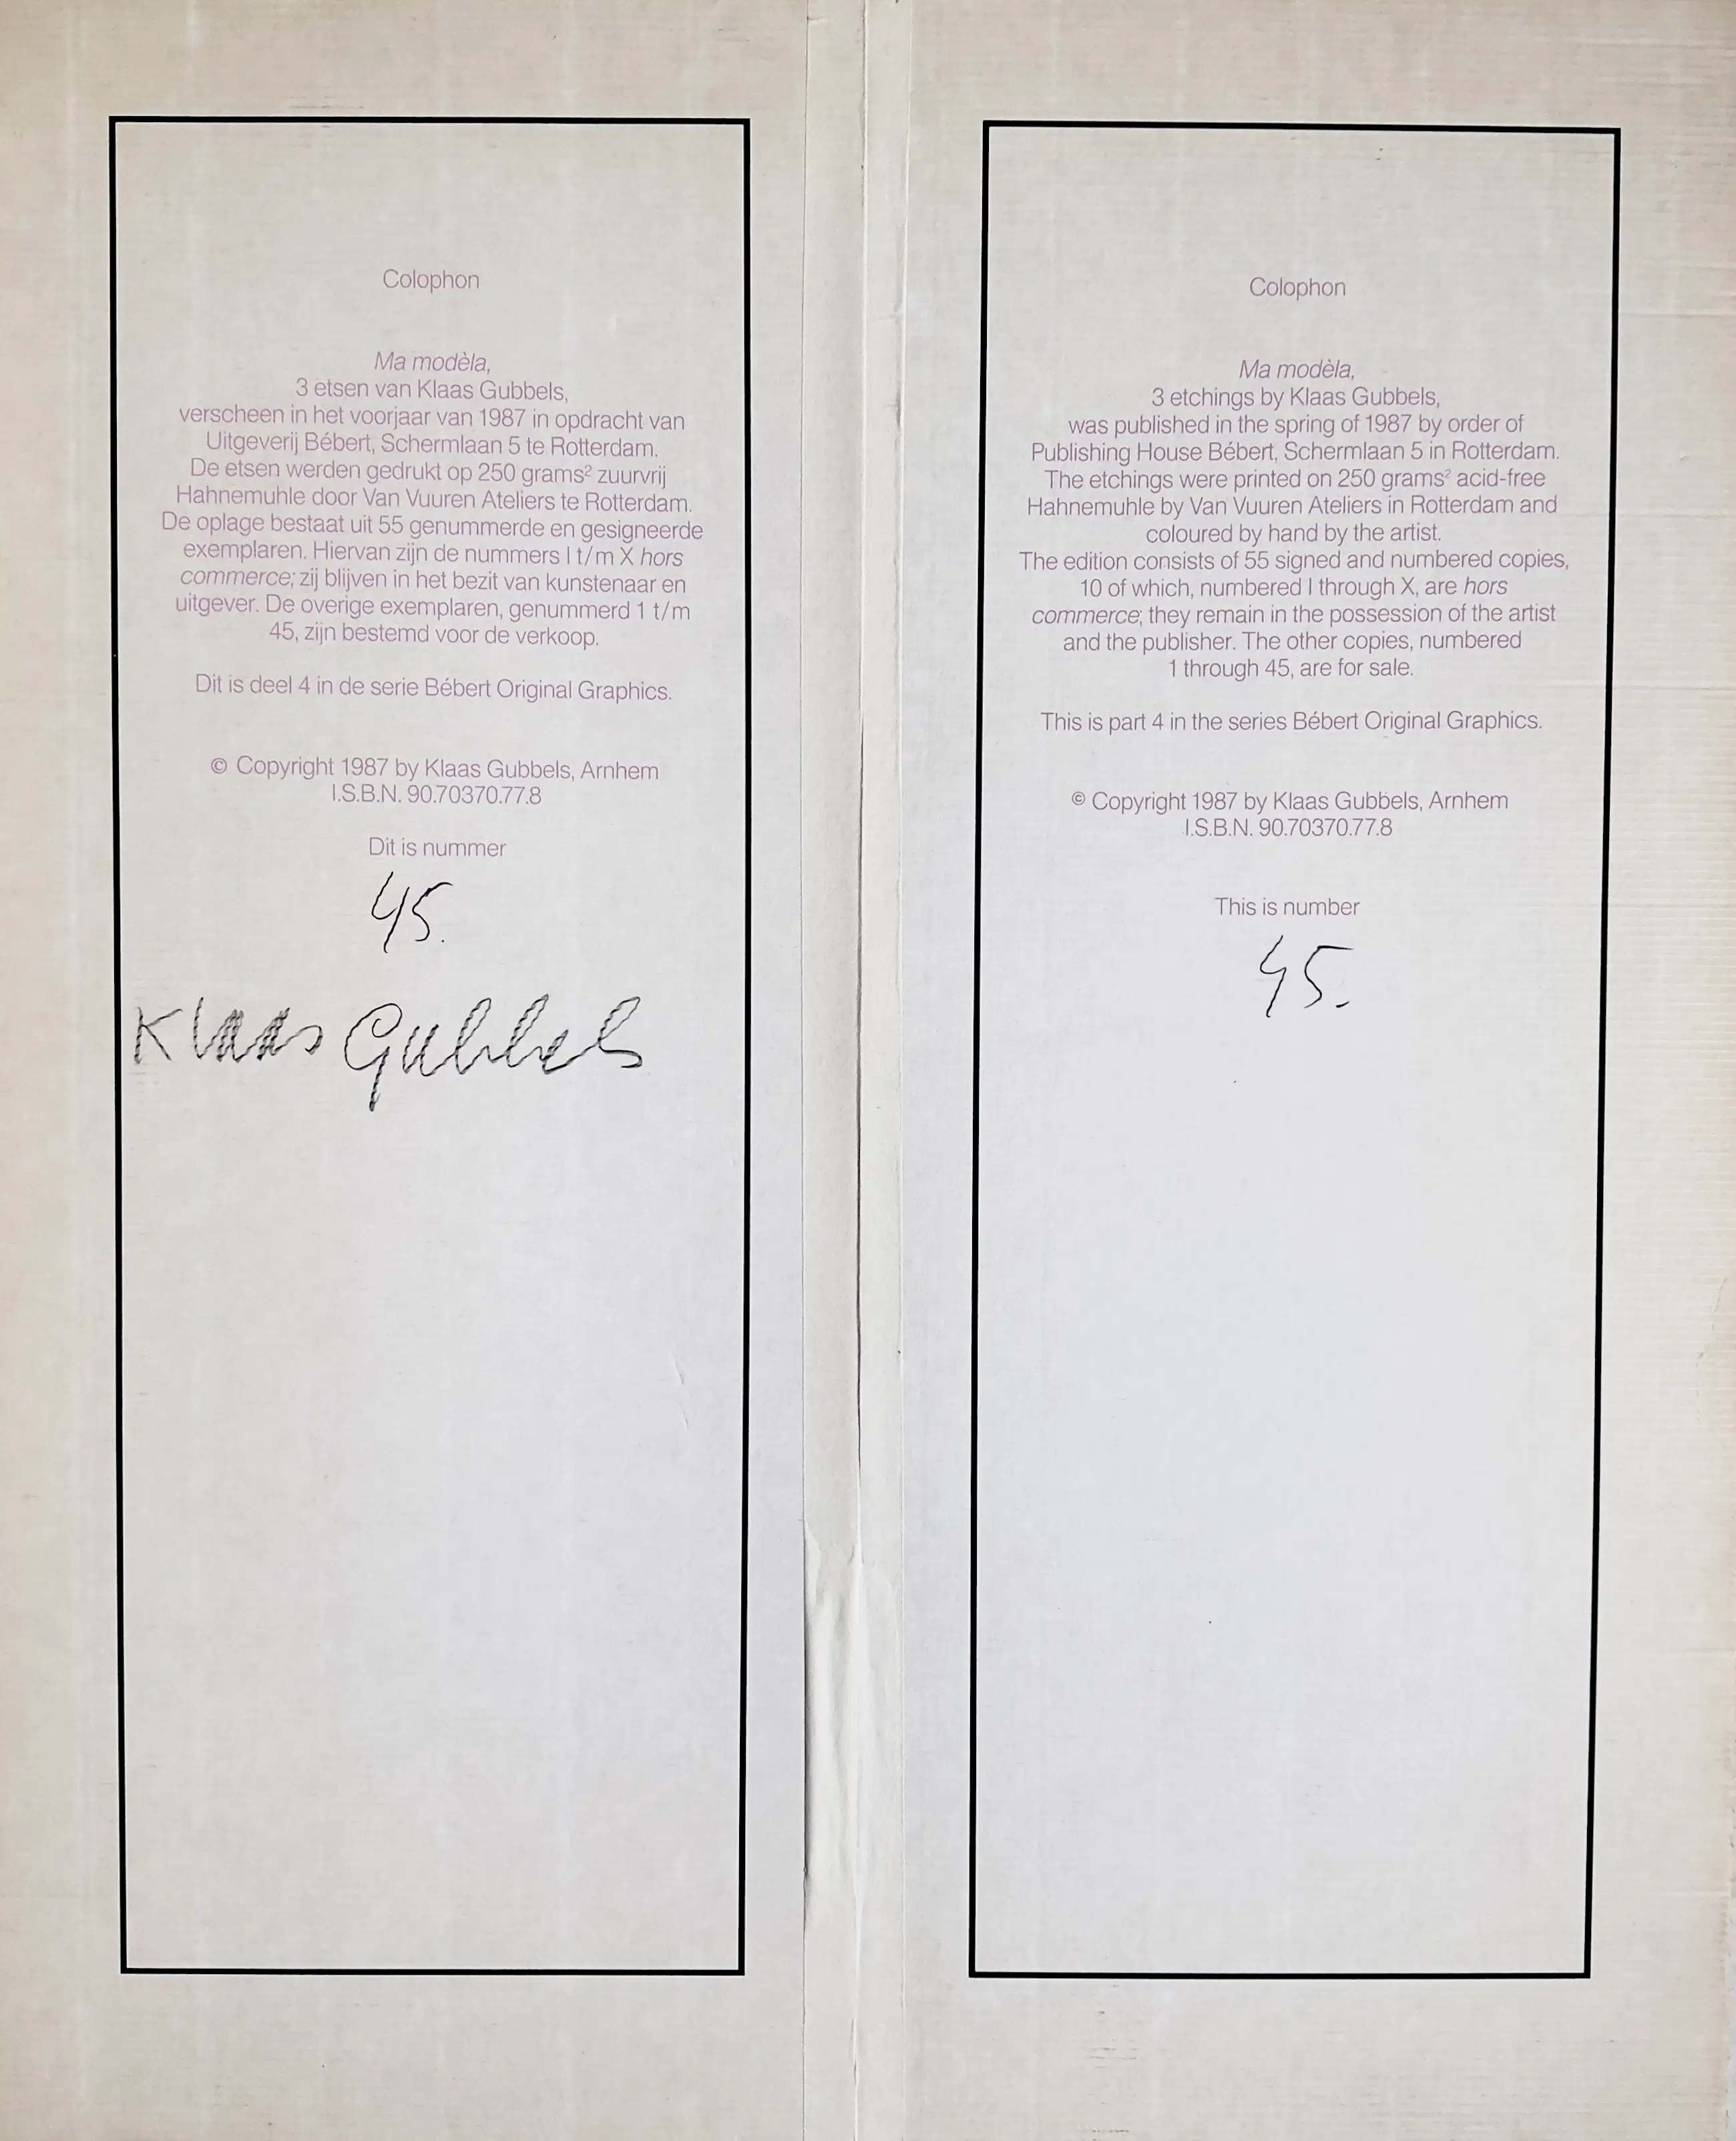 Colophon
Ma modèla,
3 etsen van Klaas Gubbels,
verscheen in het voorjaar van 1987 in opdracht van
Uitgeverij Bébert, Schermlaan 5 te Rotterdam.
De etsen werden gedrukt op 250 grams² zuurvrij
Hahnemuhle door Van Vuuren Ateliers te Rotterdam.
De oplage bestaat uit 55 genummerde en gesigneerde
exemplaren. Hiervan zijn de nummers I t/m X hors
commerce; zij blijven in het bezit van kunstenaar en
uitgever. De overige exemplaren, genummerd 1 t/m
45, zijn bestemd voor de verkoop.
Dit is deel 4 in de serie Bébert Original Graphics.
© Copyright 1987 by Klaas Gubbels, Arnhem
I.S.B.N. 90.70370.77.8
Dit is nummer
45.
Klaas Gubbels
Colophon
Ma modèla,
3 etchings by Klaas Gubbels,
was published in the spring of 1987 by order of
Publishing House Bébert, Schermlaan 5 in Rotterdam.
The etchings were printed on 250 grams² acid-free
Hahnemuhle by Van Vuuren Ateliers in Rotterdam and
coloured by hand by the artist.
The edition consists of 55 signed and numbered copies,
10 of which, numbered I through X, are hors
commerce; they remain in the possession of the artist
and the publisher. The other copies, numbered
1 through 45, are for sale.
This is part 4 in the series Bébert Original Graphics.
© Copyright 1987 by Klaas Gubbels, Arnhem
I.S.B.N. 90.70370.77.8
This is number
45.